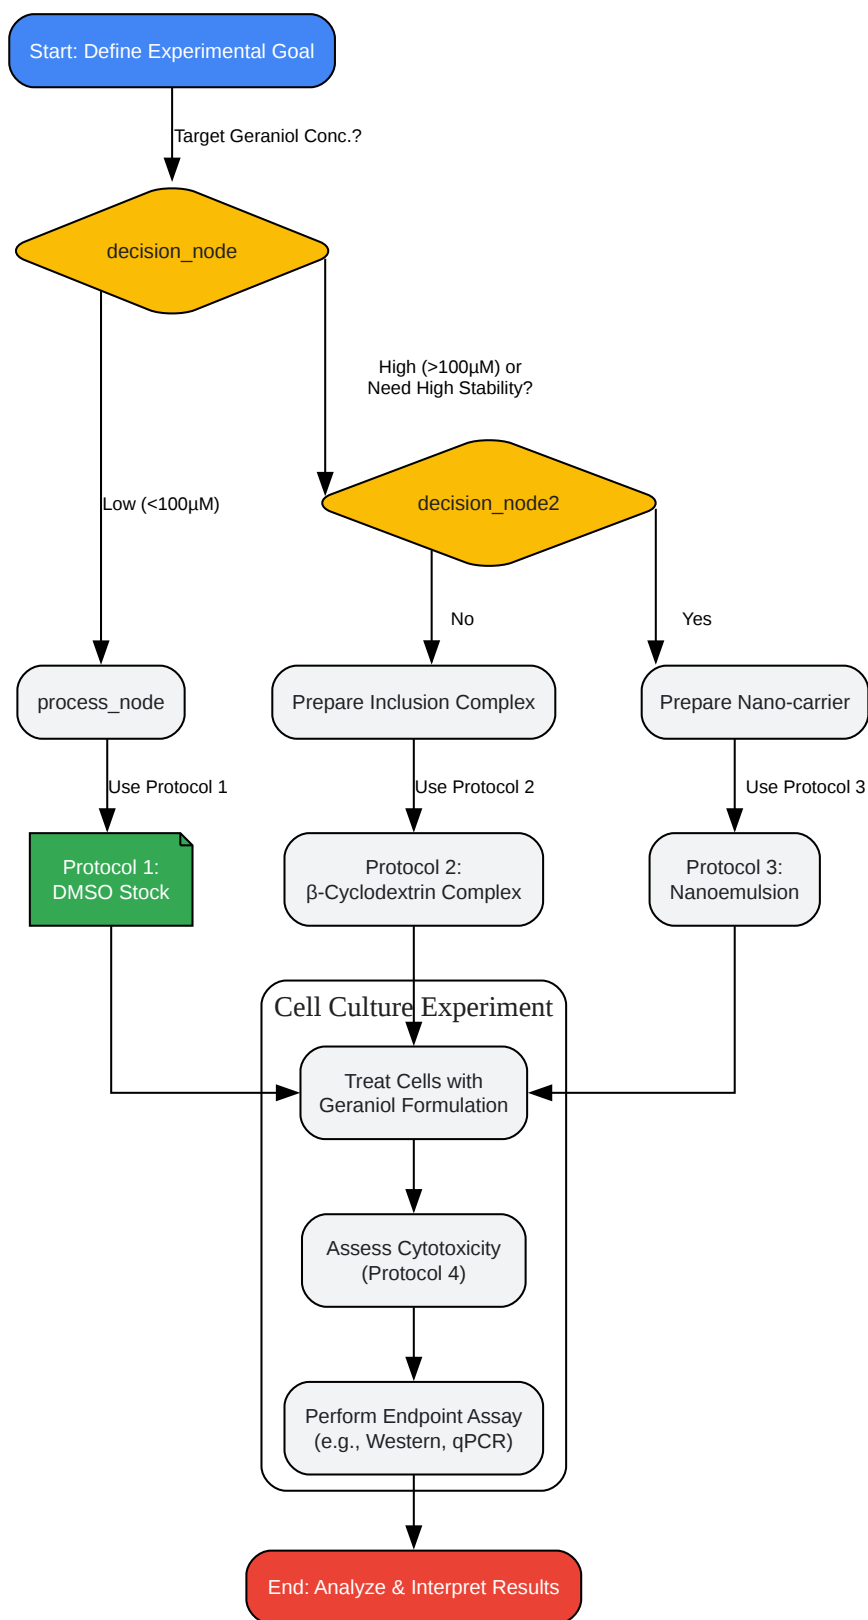 Start: Define Experimental Goal
Target Geraniol Conc.?
decision_node
High (>100µM) or
Need High Stability?
Low (<100µM)
decision_node2
No
Yes
process_node
Prepare Inclusion Complex
Prepare Nano-carrier
Use Protocol 1
Use Protocol 2
Use Protocol 3
Protocol 1:
DMSO Stock
Protocol 2:
β-Cyclodextrin Complex
Protocol 3:
Nanoemulsion
Cell Culture Experiment
Treat Cells with
Geraniol Formulation
Assess Cytotoxicity
(Protocol 4)
Perform Endpoint Assay
(e.g., Western, qPCR)
End: Analyze & Interpret Results